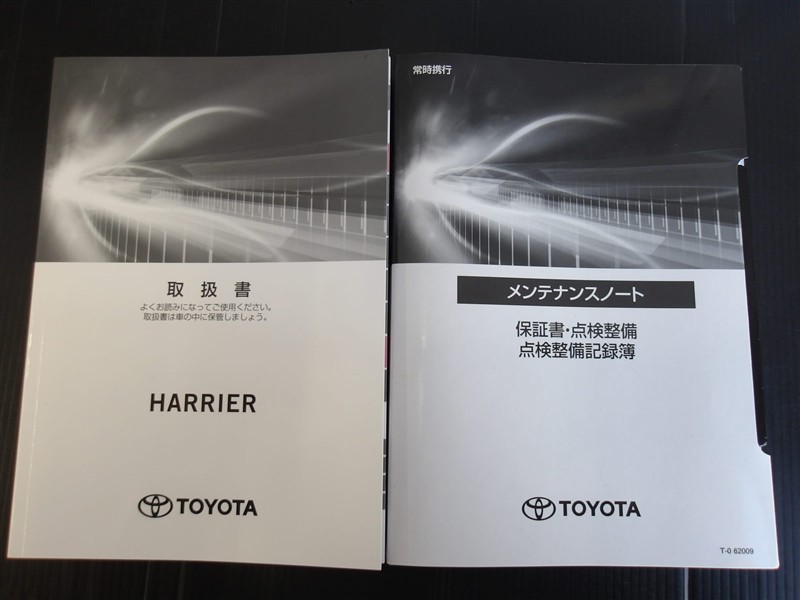 取扱書
よくお読みになってご使用ください。
取扱書は車の中に保管しましょう。
HARRIER
TOYOTA
常時携行
メンテナンスノート
保証書・点検整備
点検整備記録簿
TOYOTA
T-0 62009